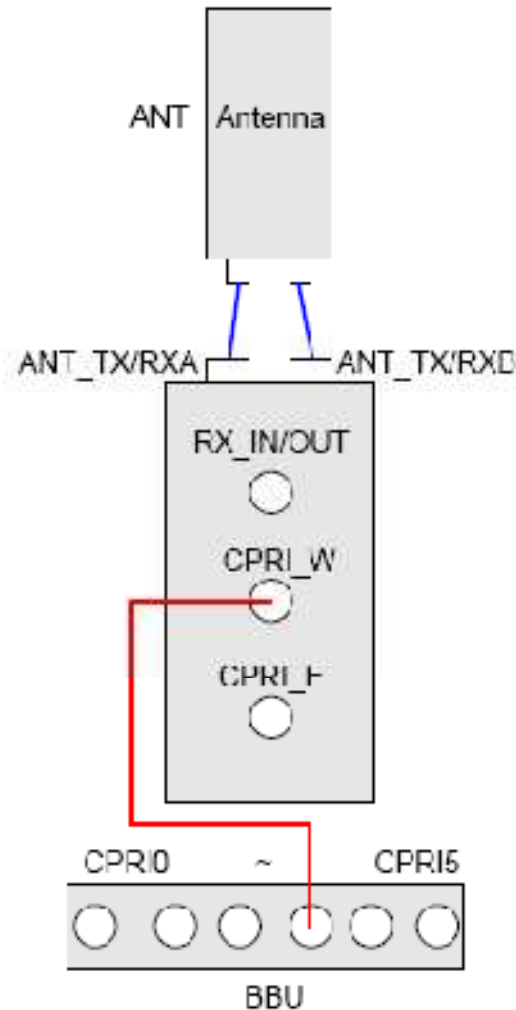 ANT
Antenna
ANT_TX/RXA
ANT_TX/RXB
RX_IN/OUT
CPRI_W
CPRI_E
CPRI0
~
CPRI5
BBU